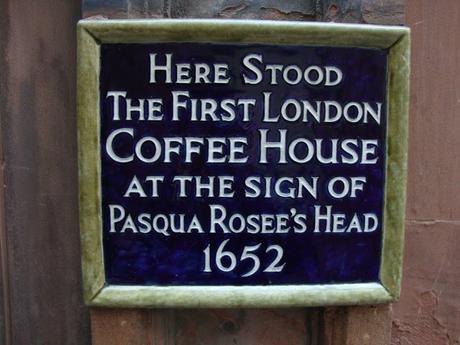 Here Stood
The First London
Coffee House
at the sign of
Pasqua Rosee's Head
1652